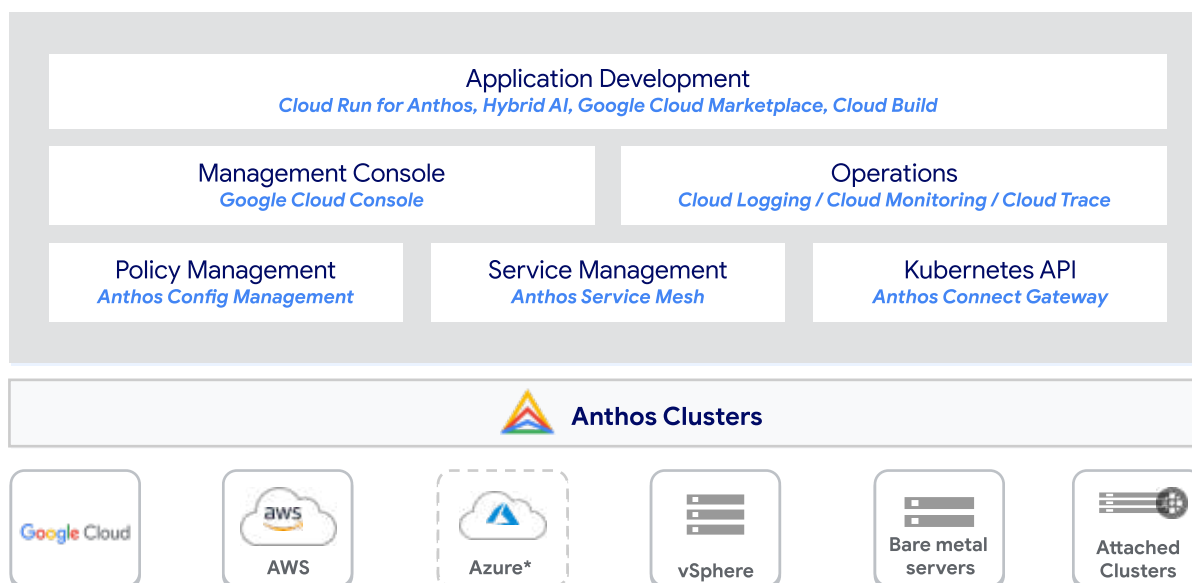 Application Development
Cloud Run for Anthos, Hybrid AI, Google Cloud Marketplace, Cloud Build
Management Console
Google Cloud Console
Operations
Cloud Logging / Cloud Monitoring / Cloud Trace
Policy Management
Anthos Config Management
Service Management
Anthos Service Mesh
Kubernetes API
Anthos Connect Gateway
Anthos Clusters
Google Cloud
aws
AWS
Azure*
vSphere
Bare metal
servers
Attached
Clusters